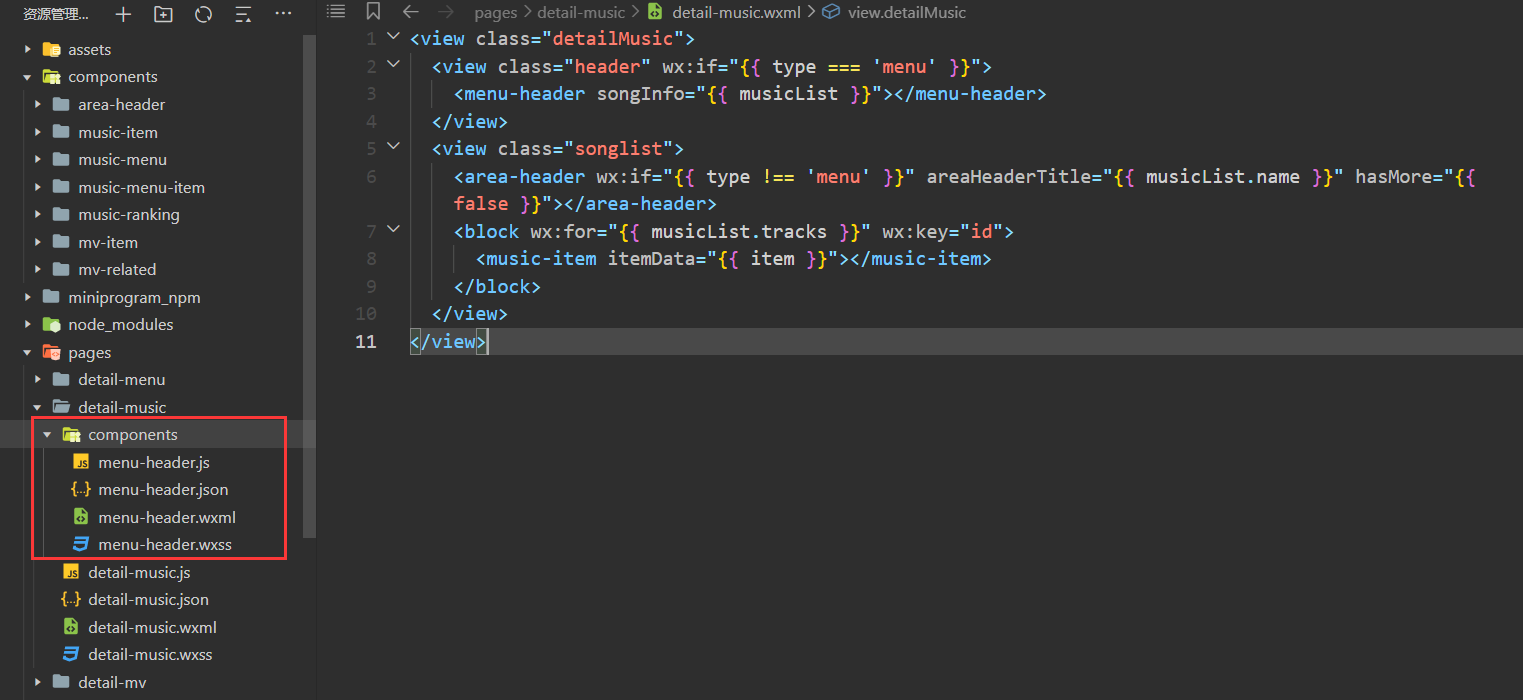 资源管理...
assets
components
area-header
music-item
music-menu
music-menu-item
music-ranking
mv-item
mv-related
miniprogram_npm
node_modules
pages
detail-menu
detail-music
components
menu-header.js
menu-header.json
menu-header.wxml
menu-header.wxss
detail-music.js
detail-music.json
detail-music.wxml
detail-music.wxss
detail-mv
pages > detail-music > detail-music.wxml > view.detailMusic
1 <view class="detailMusic">
2 <view class="header" wx:if="{{ type === 'menu' }}">
3 <menu-header songInfo="{{ musicList }}"></menu-header>
4 </view>
5 <view class="songlist">
6 <area-header wx:if="{{ type !== 'menu' }}" areaHeaderTitle="{{ musicList.name }}" hasMore="{{
false }}"></area-header>
7 <block wx:for="{{ musicList.tracks }}" wx:key="id">
8 <music-item itemData="{{ item }}"></music-item>
9 </block>
10 </view>
11 </view>